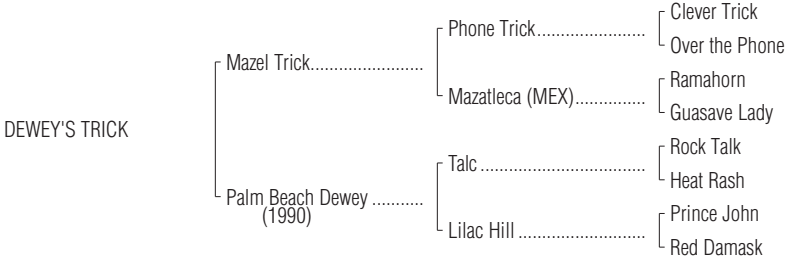 Clever Trick
Phone Trick......................
Over the Phone
Mazel Trick.......................
Ramahorn
Mazatleca (MEX)...............
Guasave Lady
DEWEY'S TRICK
Rock Talk
Talc .................................
Heat Rash
Palm Beach Dewey ...........
(1990)
Prince John
Lilac Hill .........................
Red Damask